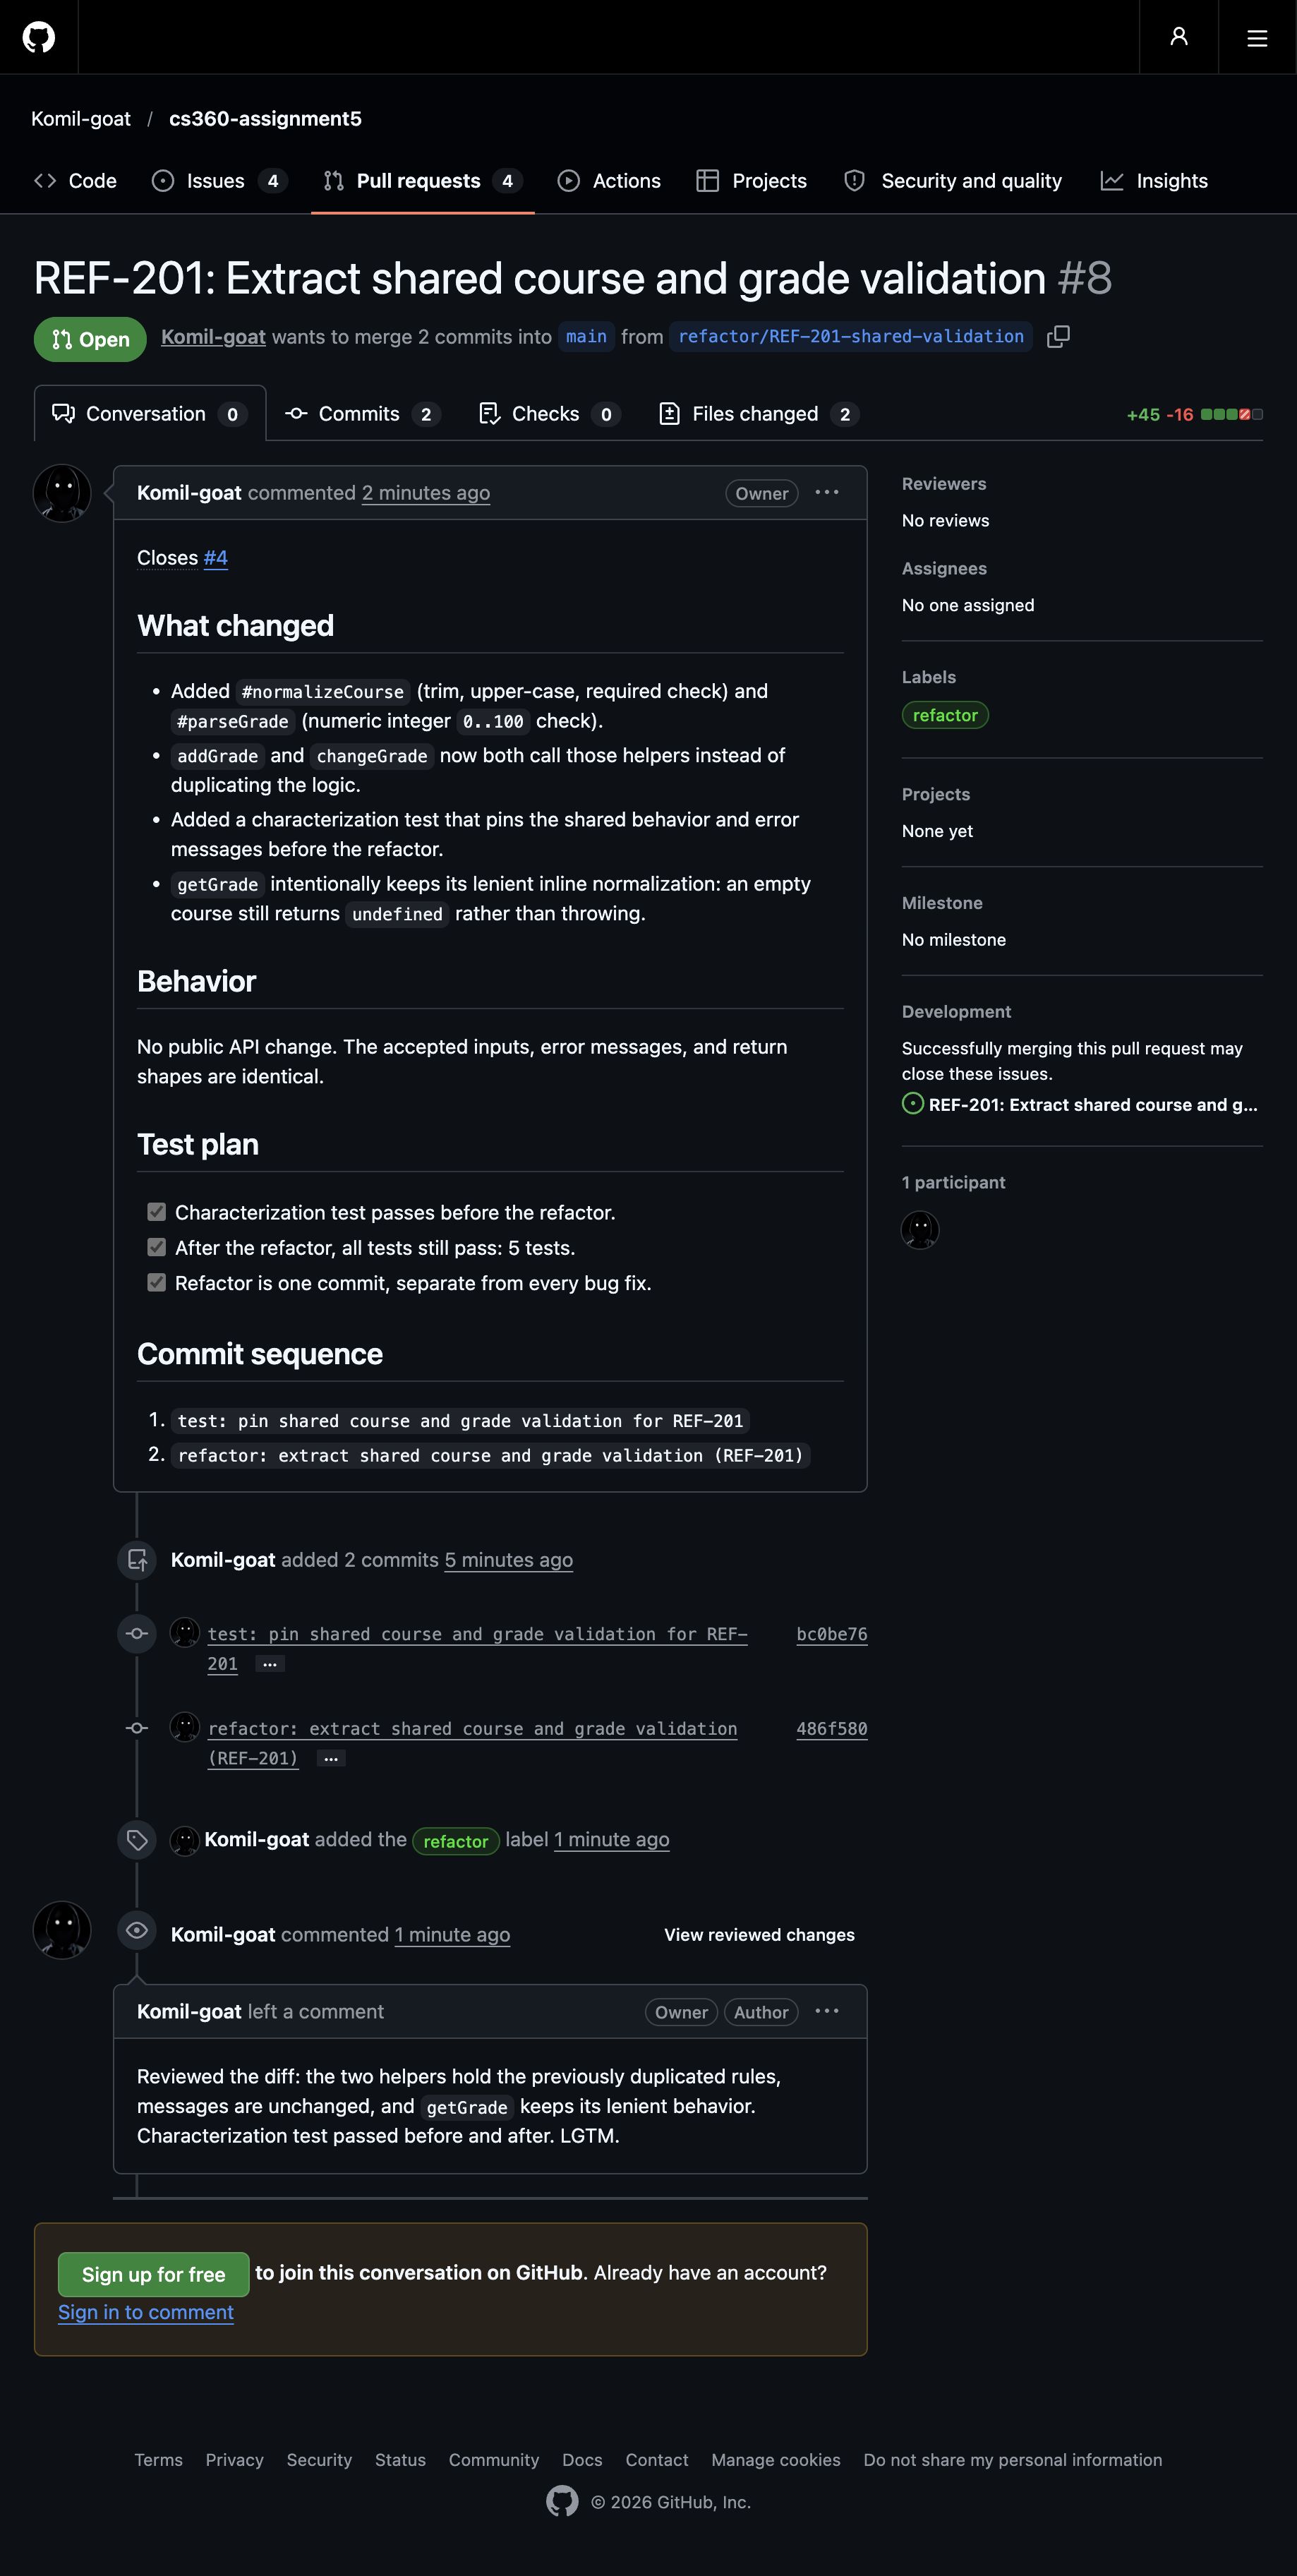 Komil-goat / cs360-assignment5
Code Issues 4 Pull requests 4 Actions Projects Security and quality Insights
REF-201: Extract shared course and grade validation #8
Open Komil-goat wants to merge 2 commits into main from refactor/REF-201-shared-validation
Conversation 0 Commits 2 Checks 0 Files changed 2 +45 -16
Komil-goat commented 2 minutes ago Owner
Closes #4
What changed
• Added #normalizeCourse (trim, upper-case, required check) and
#parseGrade (numeric integer 0..100 check).
• addGrade and changeGrade now both call those helpers instead of
duplicating the logic.
• Added a characterization test that pins the shared behavior and error
messages before the refactor.
• getGrade intentionally keeps its lenient inline normalization: an empty
course still returns undefined rather than throwing.
Behavior
No public API change. The accepted inputs, error messages, and return
shapes are identical.
Test plan
Characterization test passes before the refactor.
After the refactor, all tests still pass: 5 tests.
Refactor is one commit, separate from every bug fix.
Commit sequence
1. test: pin shared course and grade validation for REF-201
2. refactor: extract shared course and grade validation (REF-201)
Komil-goat added 2 commits 5 minutes ago
test: pin shared course and grade validation for REF- bc0be76
201 ...
refactor: extract shared course and grade validation 486f580
(REF-201) ...
Komil-goat added the refactor label 1 minute ago
Komil-goat commented 1 minute ago View reviewed changes
Komil-goat left a comment Owner Author
Reviewed the diff: the two helpers hold the previously duplicated rules,
messages are unchanged, and getGrade keeps its lenient behavior.
Characterization test passed before and after. LGTM.
Sign up for free to join this conversation on GitHub. Already have an account?
Sign in to comment
Reviewers
No reviews
Assignees
No one assigned
Labels
refactor
Projects
None yet
Milestone
No milestone
Development
Successfully merging this pull request may
close these issues.
REF-201: Extract shared course and g...
1 participant
Terms Privacy Security Status Community Docs Contact Manage cookies Do not share my personal information
© 2026 GitHub, Inc.